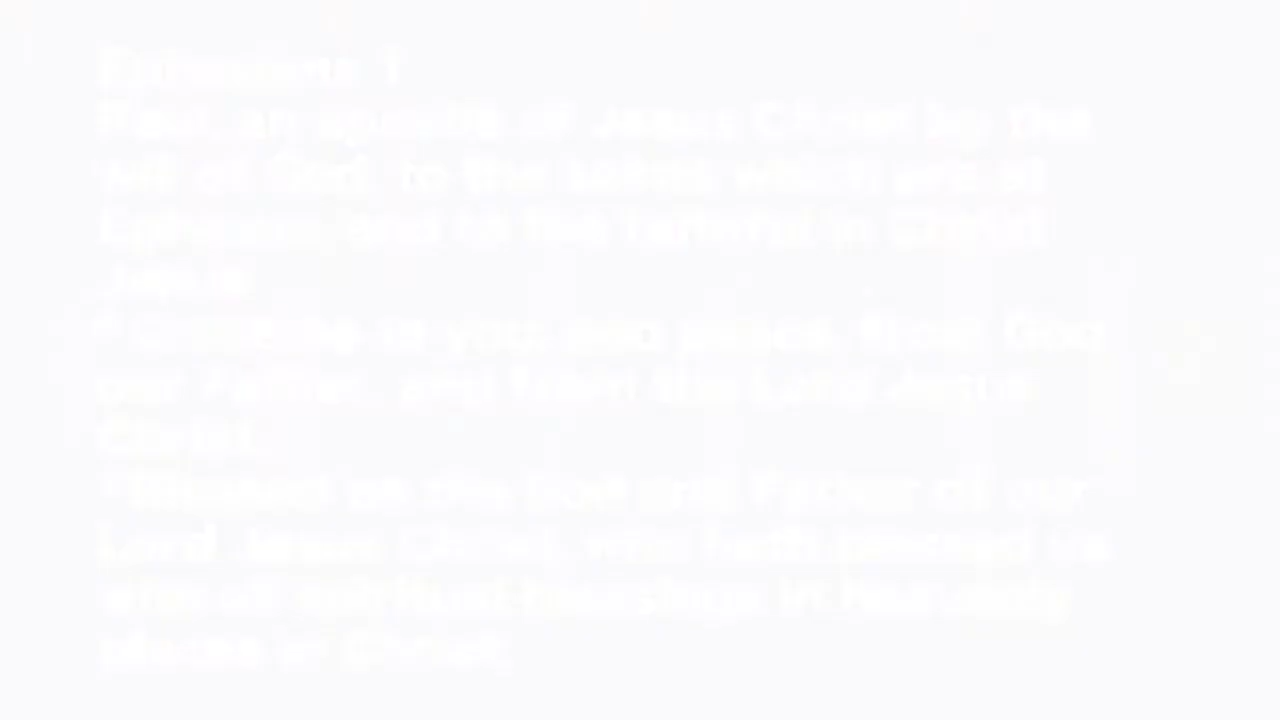 Ephesians 1
Paul, an apostle of Jesus Christ by the
will of God, to the saints which are at
Ephesus, and to the faithful in Christ
Jesus:
² Grace be to you, and peace, from God
our Father, and from the Lord Jesus
Christ.
³ Blessed be the God and Father of our
Lord Jesus Christ, who hath blessed us
with all spiritual blessings in heavenly
places in Christ: